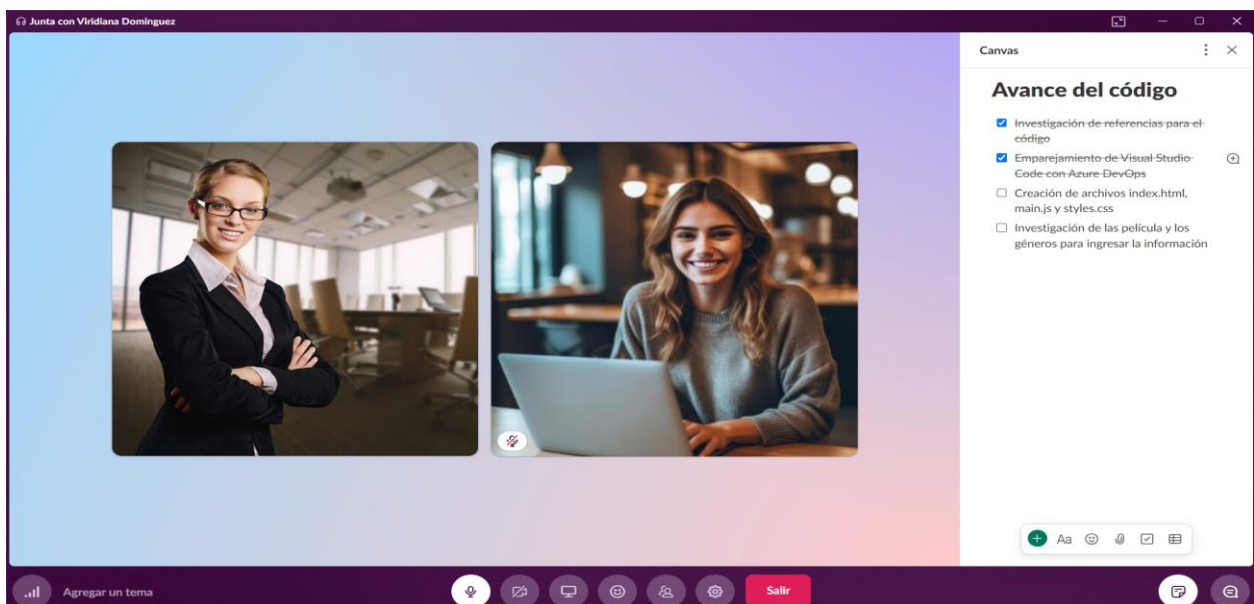 Junta con Viridiana Dominguez
Canvas
Avance del código
Investigación de referencias para el
código
Emparejamiento de Visual Studio
Code con Azure DevOps
Creación de archivos index.html,
main.js y styles.css
Investigación de las película y los
géneros para ingresar la información
Aa
Agregar un tema
Salir